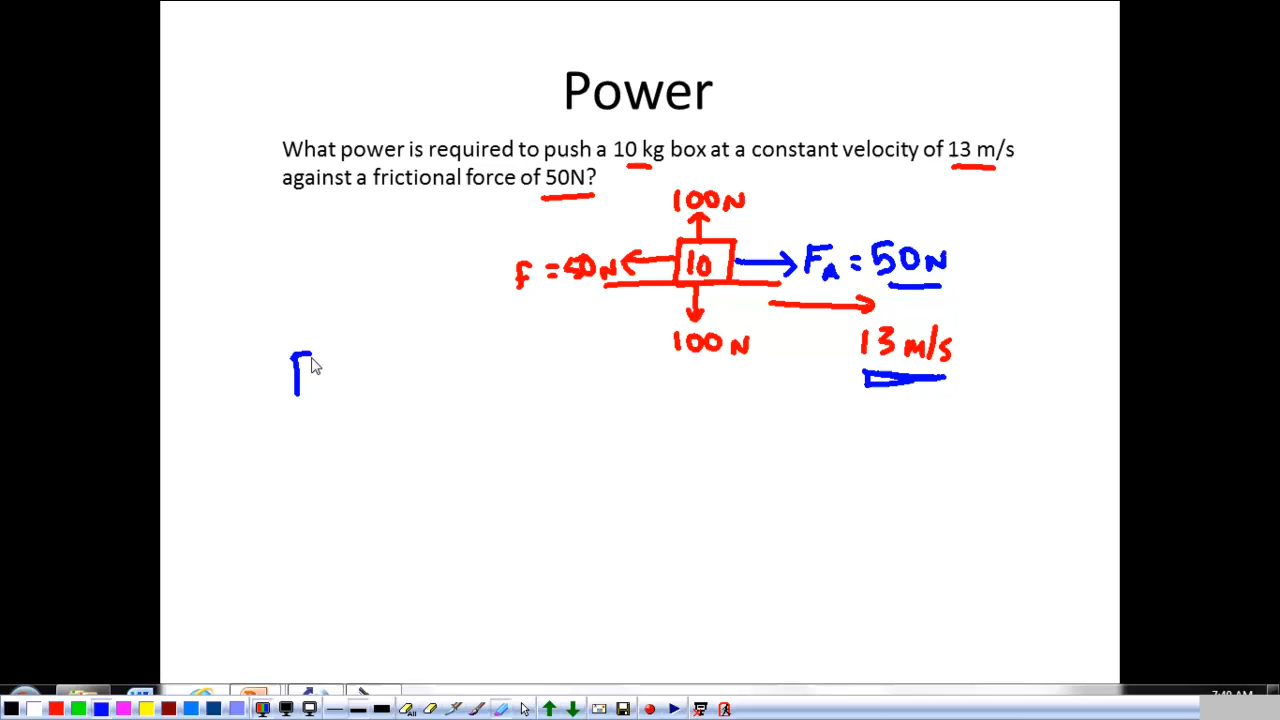 Power
What power is required to push a 10 kg box at a constant velocity of 13 m/s
against a frictional force of 50N?
100N
F = 50N
10
FA = 50N
100N
13 m/s